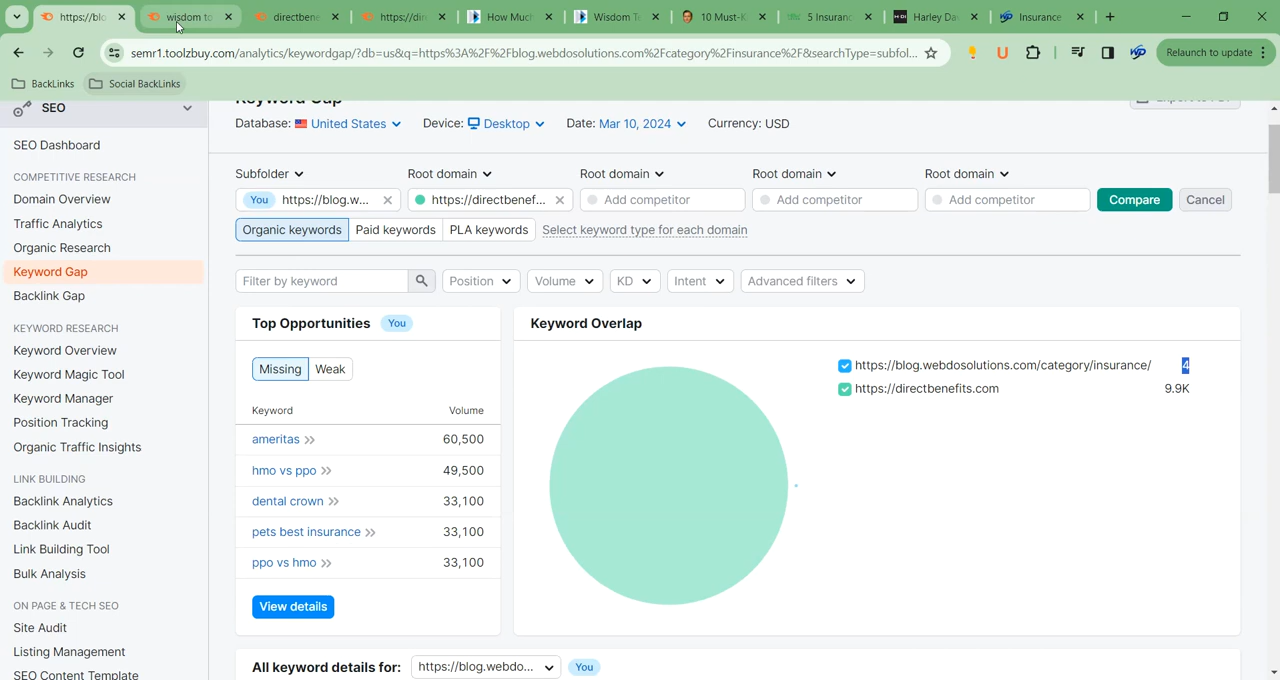 https://blo
wisdom to
directbene
https://dir
How Muc
Wisdom T
10 Must-K
5 Insuranc
Harley Da
Insurance
semr1.toolzbuy.com/analytics/keywordgap/?db=us&q=https%3A%2F%2Fblog.webdosolutions.com%2Fcategory%2Finsurance%2F&searchType=subfol...
Relaunch to update
BackLinks
Social BackLinks
SEO
SEO Dashboard
COMPETITIVE RESEARCH
Domain Overview
Traffic Analytics
Organic Research
Keyword Gap
Backlink Gap
KEYWORD RESEARCH
Keyword Overview
Keyword Magic Tool
Keyword Manager
Position Tracking
Organic Traffic Insights
LINK BUILDING
Backlink Analytics
Backlink Audit
Link Building Tool
Bulk Analysis
ON PAGE & TECH SEO
Site Audit
Listing Management
SEO Content Template
Keyword Gap
Database: United States Device: Desktop Date: Mar 10, 2024 Currency: USD
Subfolder Root domain Root domain Root domain Root domain
You https://blog.w... https://directbenef... Add competitor Add competitor Add competitor Compare Cancel
Organic keywords Paid keywords PLA keywords Select keyword type for each domain
Filter by keyword Position Volume KD Intent Advanced filters
Top Opportunities You
Missing Weak
Keyword Volume
ameritas 60,500
hmo vs ppo 49,500
dental crown 33,100
pets best insurance 33,100
ppo vs hmo 33,100
View details
Keyword Overlap
https://blog.webdosolutions.com/category/insurance/ 4
https://directbenefits.com 9.9K
All keyword details for: https://blog.webdo... You